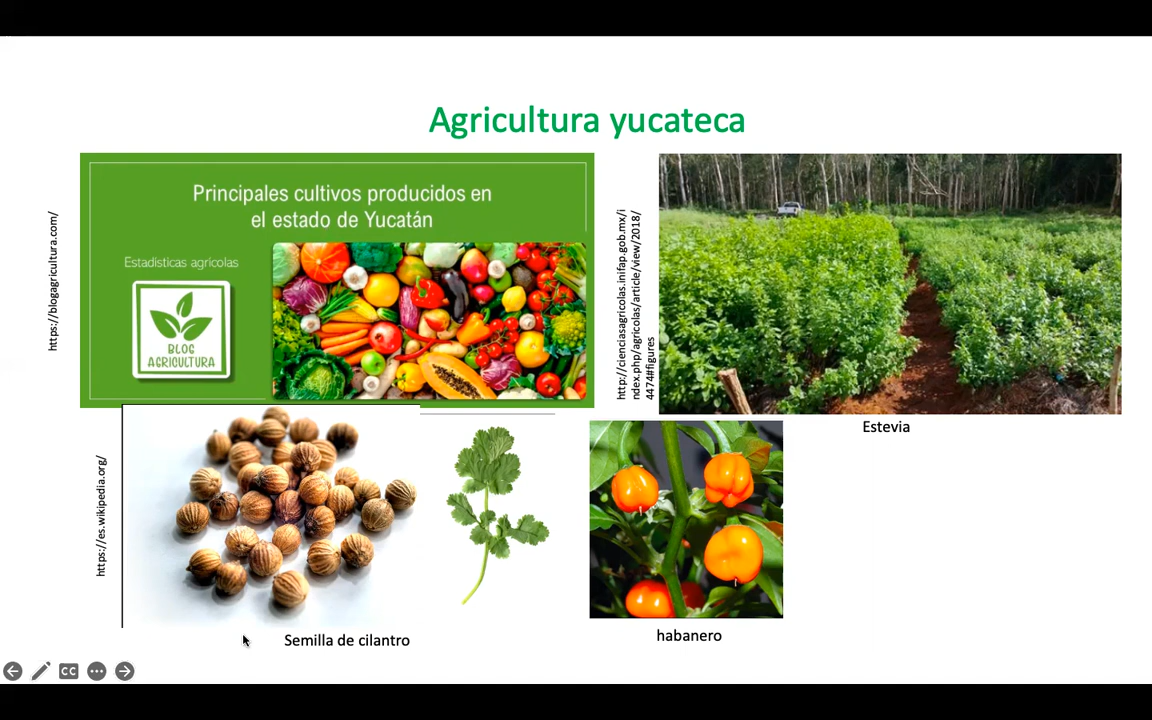 Agricultura yucateca
https://blogagricultura.com/
Principales cultivos producidos en
el estado de Yucatán
Estadísticas agrícolas
BLOG
AGRICULTURA
http://cienciasagricolas.inifap.gob.mx/i
ndex.php/agricolas/article/view/2018/
4474#figures
Estevia
https://es.wikipedia.org/
Semilla de cilantro
habanero
CC